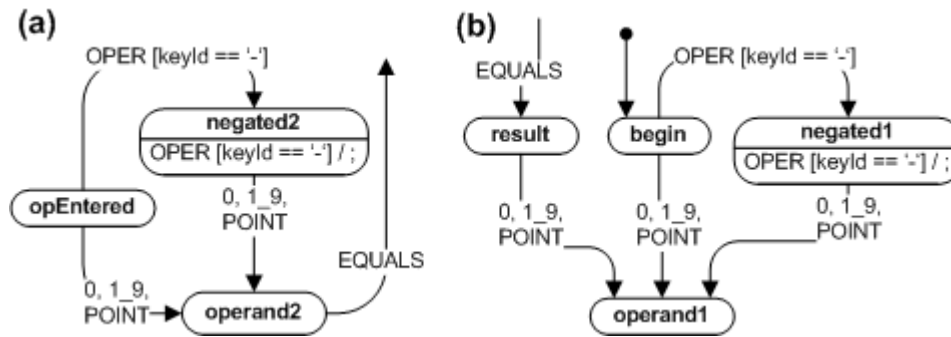 (a)
OPER [keyId == ‘-‘]
negated2
OPER [keyId == ‘-‘] / ;
0, 1_9,
POINT
opEntered
EQUALS
0, 1_9,
POINT
operand2
(b)
EQUALS
OPER [keyId == ‘-‘]
result
begin
negated1
OPER [keyId == ‘-‘] / ;
0, 1_9,
POINT
0, 1_9,
POINT
0, 1_9,
POINT
operand1